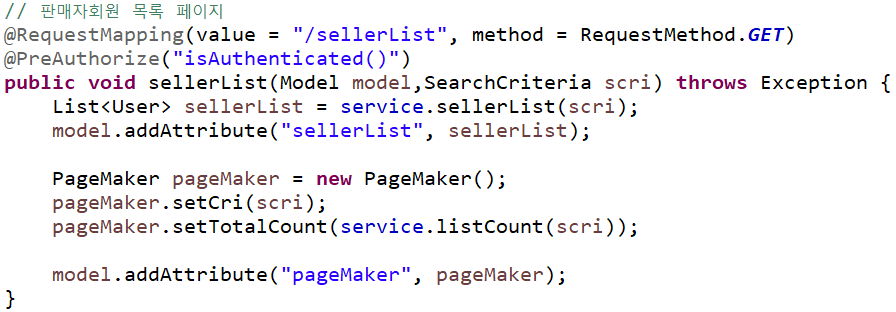 // 판매자회원 목록 페이지
@RequestMapping(value = "/sellerList", method = RequestMethod.GET)
@PreAuthorize("isAuthenticated()")
public void sellerList(Model model,SearchCriteria scri) throws Exception {
    List<User> sellerList = service.sellerList(scri);
    model.addAttribute("sellerList", sellerList);

    PageMaker pageMaker = new PageMaker();
    pageMaker.setCri(scri);
    pageMaker.setTotalCount(service.listCount(scri));

    model.addAttribute("pageMaker", pageMaker);
}